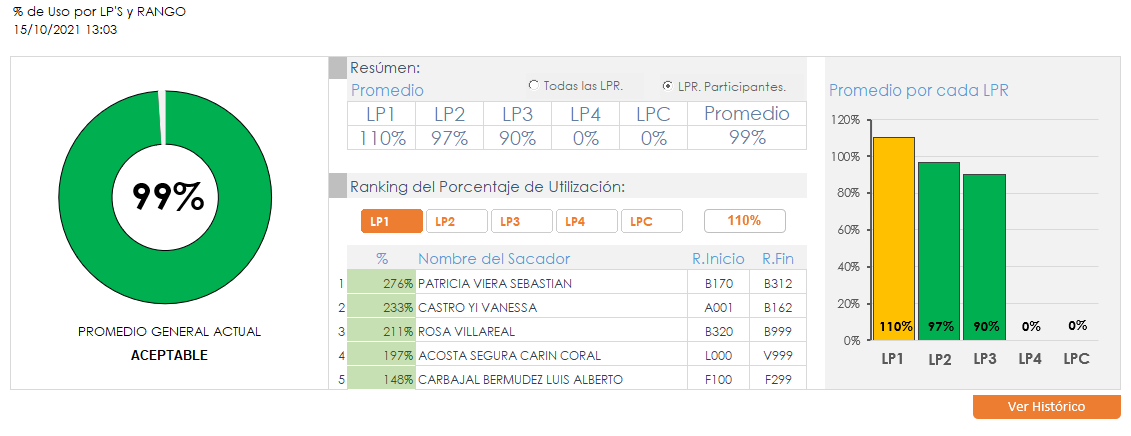 % de Uso por LP'S y RANGO
15/10/2021 13:03
99%
PROMEDIO GENERAL ACTUAL
ACEPTABLE
Resúmen:
Promedio
Todas las LPR.
LPR. Participantes.
LP1 LP2 LP3 LP4 LPC Promedio
110% 97% 90% 0% 0% 99%
Ranking del Porcentaje de Utilización:
LP1 LP2 LP3 LP4 LPC 110%
% Nombre del Sacador R.Inicio R.Fin
1 276% PATRICIA VIERA SEBASTIAN B170 B312
2 233% CASTRO YI VANESSA A001 B162
3 211% ROSA VILLAREAL B320 B999
4 197% ACOSTA SEGURA CARIN CORAL L000 V999
5 148% CARBAJAL BERMUDEZ LUIS ALBERTO F100 F299
Promedio por cada LPR
120%
100%
80%
60%
40%
20%
0%
110% 97% 90% 0% 0%
LP1 LP2 LP3 LP4 LPC
Ver Histórico